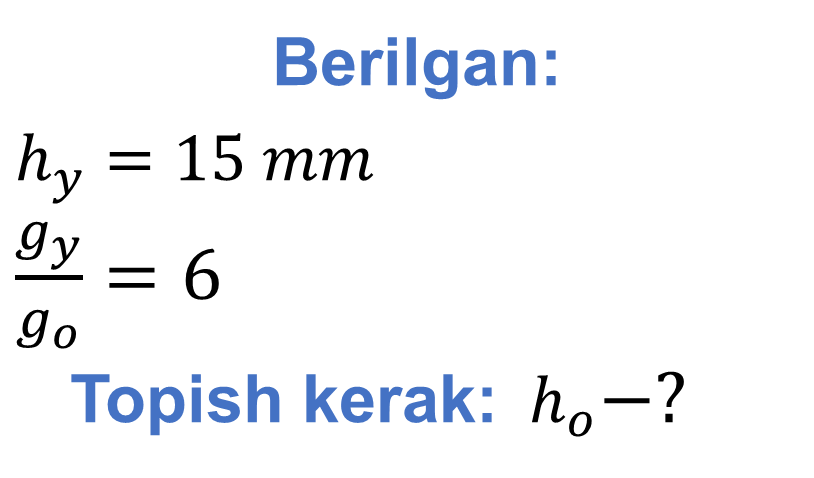 Berilgan:
h_y = 15 mm
g_y/g_o = 6
Topish kerak: h_o−?